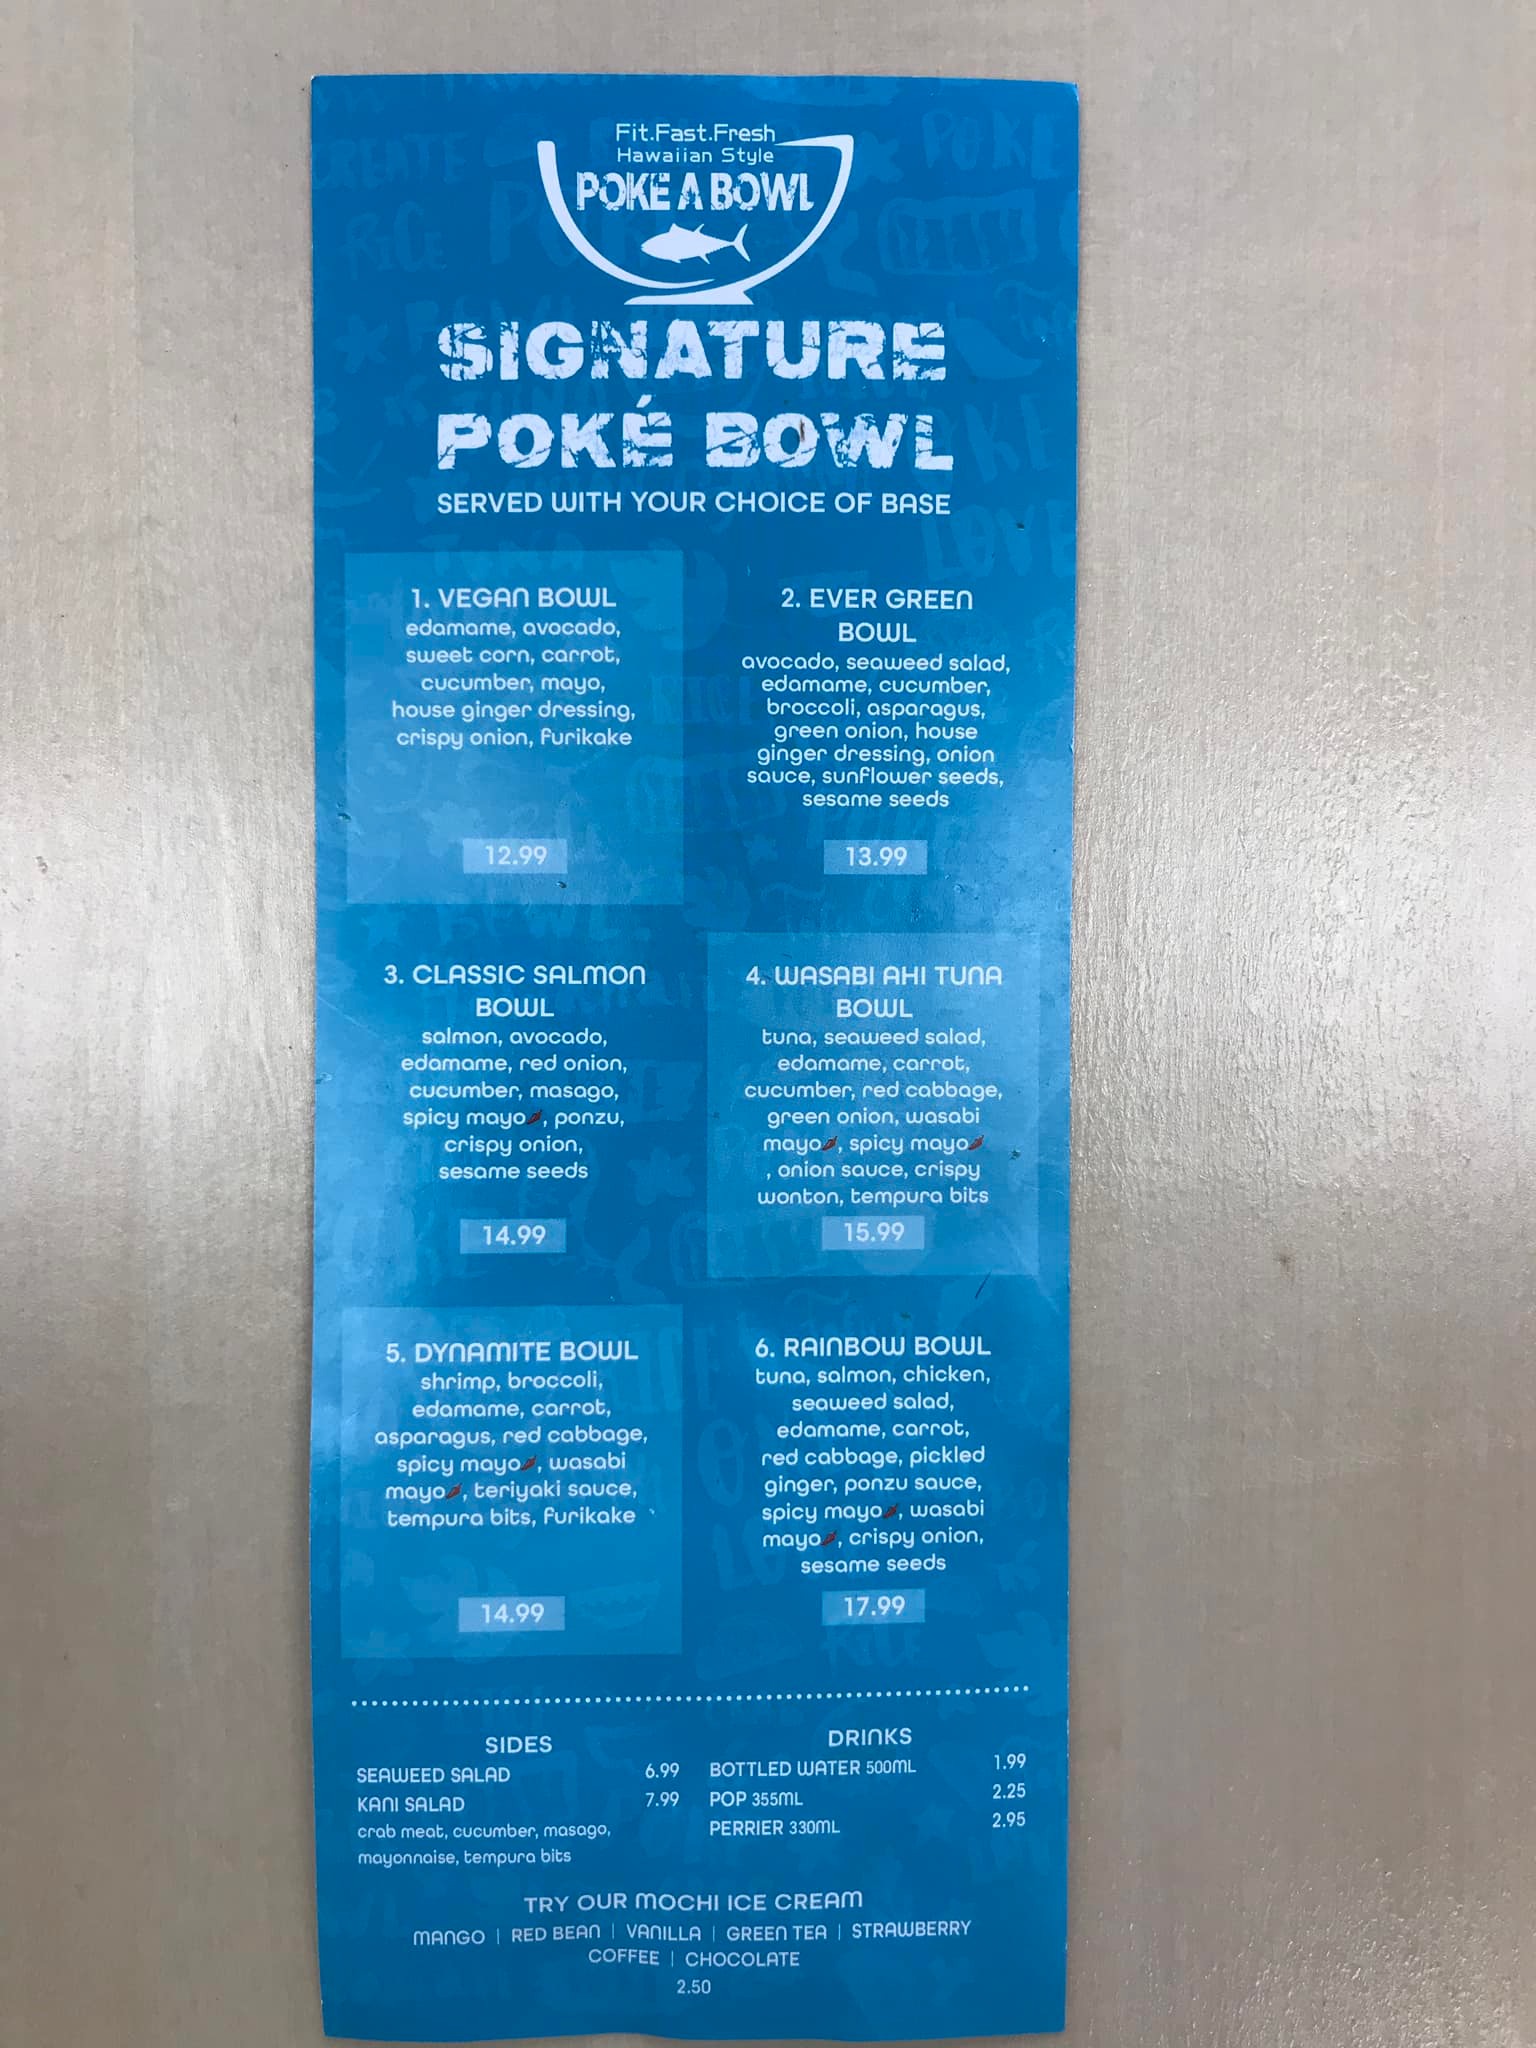 Fit.Fast.Fresh
Hawaiian Style
POKE A BOWL
SIGNATURE
POKÉ BOWL
SERVED WITH YOUR CHOICE OF BASE
1. VEGAN BOWL
edamame, avocado,
sweet corn, carrot,
cucumber, mayo,
house ginger dressing,
crispy onion, furikake
12.99
2. EVER GREEN
BOWL
avocado, seaweed salad,
edamame, cucumber,
broccoli, asparagus,
green onion, house
ginger dressing, onion
sauce, sunflower seeds,
sesame seeds
13.99
3. CLASSIC SALMON
BOWL
salmon, avocado,
edamame, red onion,
cucumber, masago,
spicy mayo, ponzu,
crispy onion,
sesame seeds
14.99
4. WASABI AHI TUNA
BOWL
tuna, seaweed salad,
edamame, carrot,
cucumber, red cabbage,
green onion, wasabi
mayo, spicy mayo
, onion sauce, crispy
wonton, tempura bits
15.99
5. DYNAMITE BOWL
shrimp, broccoli,
edamame, carrot,
asparagus, red cabbage,
spicy mayo, wasabi
mayo, teriyaki sauce,
tempura bits, furikake
14.99
6. RAINBOW BOWL
tuna, salmon, chicken,
seaweed salad,
edamame, carrot,
red cabbage, pickled
ginger, ponzu sauce,
spicy mayo, wasabi
mayo, crispy onion,
sesame seeds
17.99
SIDES
SEAWEED SALAD 6.99
KANI SALAD 7.99
crab meat, cucumber, masago,
mayonnaise, tempura bits
DRINKS
BOTTLED WATER 500ML 1.99
POP 355ML 2.25
PERRIER 330ML 2.95
TRY OUR MOCHI ICE CREAM
MANGO | RED BEAN | VANILLA | GREEN TEA | STRAWBERRY
COFFEE | CHOCOLATE
2.50